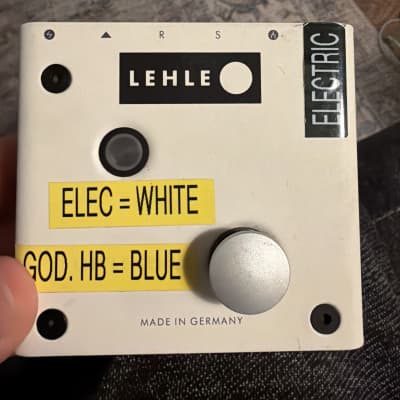 A R S
LEHLE
ELECTRIC
ELEC = WHITE
GOD. HB = BLUE
MADE IN GERMANY